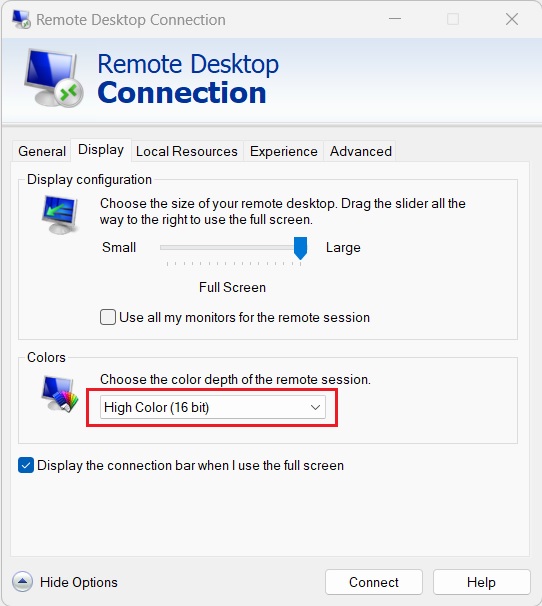 Remote Desktop Connection
Remote Desktop
Connection
General Display Local Resources Experience Advanced
Display configuration
Choose the size of your remote desktop. Drag the slider all the
way to the right to use the full screen.
Small Large
Full Screen
Use all my monitors for the remote session
Colors
Choose the color depth of the remote session.
High Color (16 bit)
Display the connection bar when I use the full screen
Hide Options Connect Help